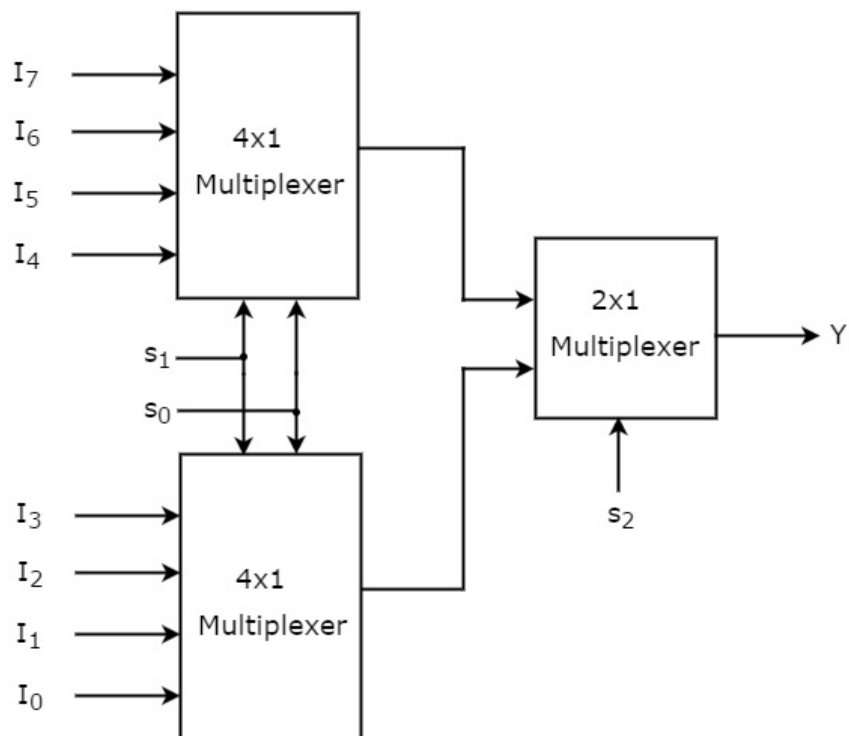 I₇
I₆
4x1
Multiplexer
I₅
I₄
2x1
Multiplexer
Y
s₁
s₀
s₂
I₃
I₂
4x1
Multiplexer
I₁
I₀